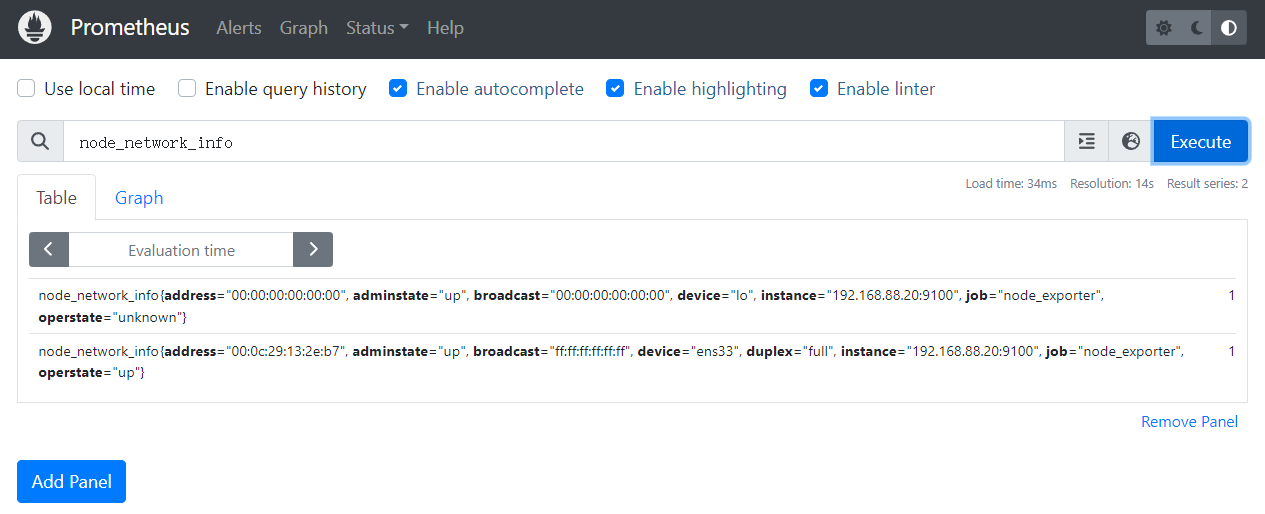 Prometheus Alerts Graph Status Help
Use local time Enable query history Enable autocomplete Enable highlighting Enable linter
node_network_info Execute
Table Graph Load time: 34ms Resolution: 14s Result series: 2
Evaluation time
node_network_info{address="00:00:00:00:00:00", adminstate="up", broadcast="00:00:00:00:00:00", device="lo", instance="192.168.88.20:9100", job="node_exporter", 1
operstate="unknown"}
node_network_info{address="00:0c:29:13:2e:b7", adminstate="up", broadcast="ff:ff:ff:ff:ff:ff", device="ens33", duplex="full", instance="192.168.88.20:9100", job="node_exporter", 1
operstate="up"}
Remove Panel
Add Panel